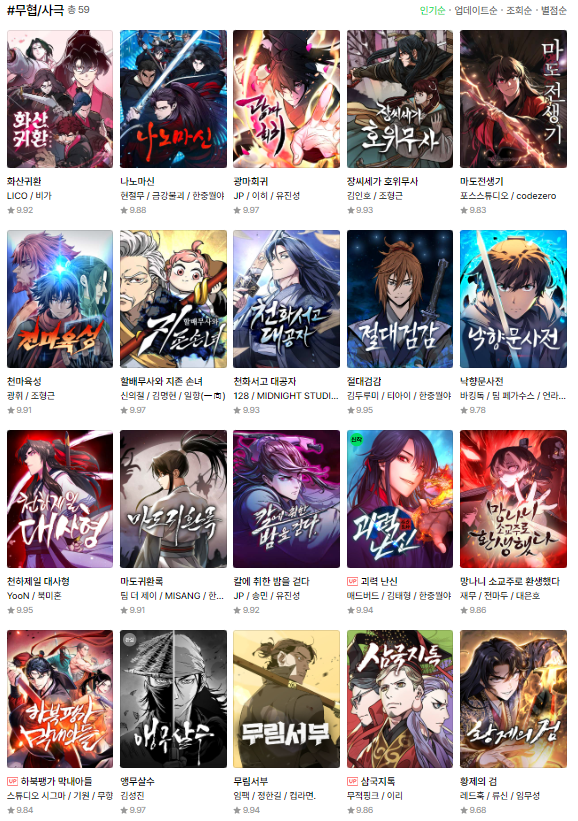 #무협/사극 총 59
인기순 · 업데이트순 · 조회순 · 별점순
화산귀환
나노마신
광마회귀
장씨세가 호위무사
마도전생기
화산귀환
LICO / 비가
9.92
나노마신
현절무 / 금강불괴 / 한중월야
9.88
광마회귀
JP / 이히 / 유진성
9.97
장씨세가 호위무사
김인호 / 조형근
9.93
마도전생기
포스스튜디오 / codezero
9.83
천마육성
할배무사와 지존손녀
천화서고 대공자
절대검감
낙향문사전
천마육성
광휘 / 조형근
9.91
할배무사와 지존 손녀
신의철 / 김명현 / 일황(一흠)
9.97
천화서고 대공자
128 / MIDNIGHT STUDI...
9.93
절대검감
김두루미 / 티아이 / 한중월야
9.95
낙향문사전
바킹독 / 팀 페가수스 / 언라...
9.78
천하제일 대사형
마도귀환록
칼에 취한 밤을 걷다
신작
괴력난신
망나니 소교주로 환생했다
천하제일 대사형
YooN / 북미혼
9.95
마도귀환록
팀 더 제이 / MISANG / 한...
9.91
칼에 취한 밤을 걷다
JP / 송민 / 유진성
9.92
UP 괴력 난신
매드버드 / 김태형 / 한중월야
9.94
망나니 소교주로 환생했다
재무 / 전마두 / 대은호
9.86
하북팽가 막내아들
완결
앵무살수
무림서부
삼국지톡
황제의 검
UP 하북팽가 막내아들
스튜디오 시그마 / 기원 / 무항
9.84
앵무살수
김성진
9.97
무림서부
임팩 / 정한길 / 컵라면.
9.94
UP 삼국지톡
무적핑크 / 이리
9.86
황제의 검
레드훅 / 류신 / 임무성
9.68